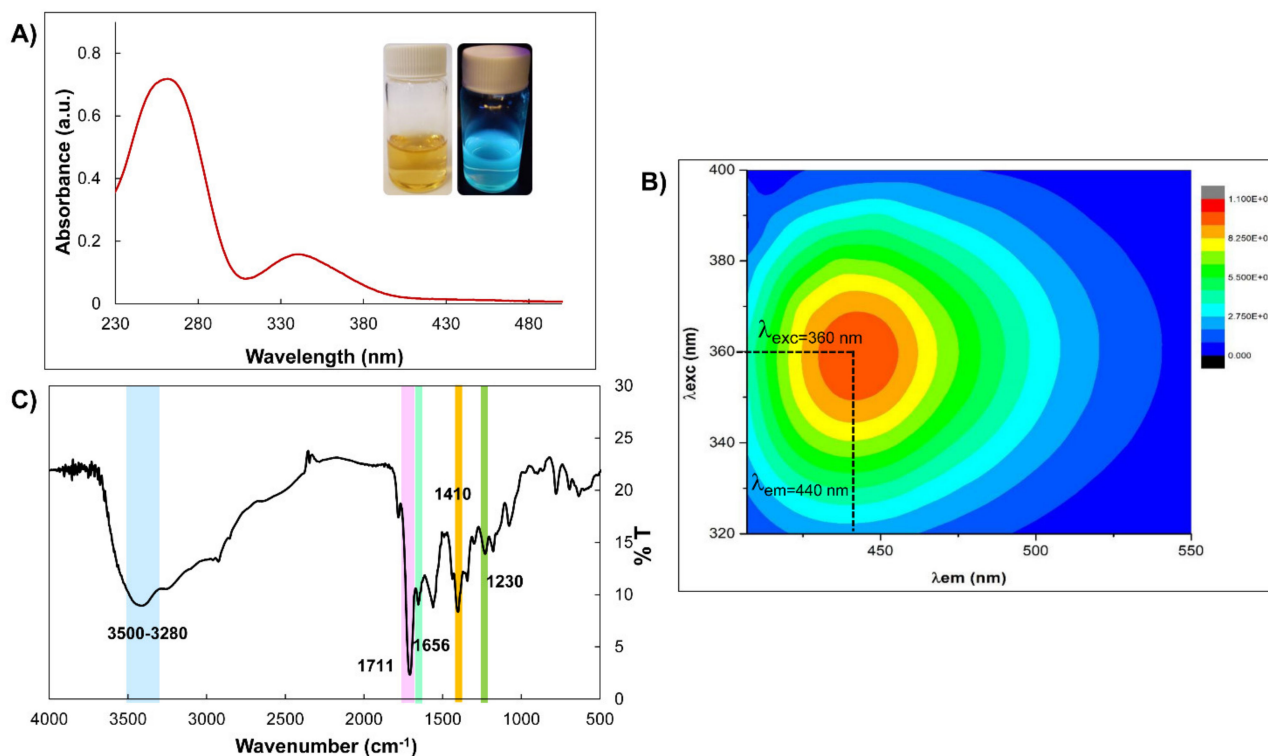 A)
Absorbance (a.u.)
0.8
0.6
0.4
0.2
0
230 280 330 380 430 480
Wavelength (nm)
B)
λexc (nm)
400
380
360
340
320
λexc=360 nm
λem=440 nm
450 500 550
λem (nm)
1.100E+0
8.250E+0
5.500E+0
2.750E+0
0.000
C)
30
25
20
15
10
5
0
% T
3500-3280
1711
1656
1410
1230
4000 3500 3000 2500 2000 1500 1000 500
Wavenumber (cm⁻¹)